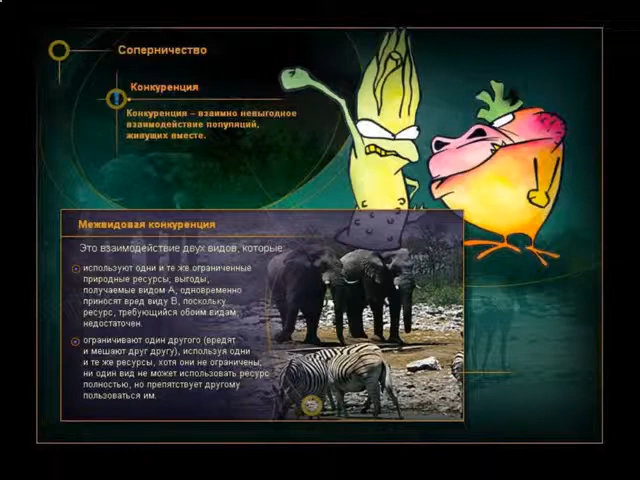 Соперничество
Конкуренция
Конкуренция – взаимно невыгодное
взаимодействие популяций,
живущих вместе.
Межвидовая конкуренция
Это взаимодействие двух видов, которые:
используют одни и те же ограниченные
природные ресурсы; выгоды,
получаемые видом А, одновременно
приносят вред виду В, поскольку
ресурс, требующийся обоим видам,
недостаточен.
ограничивают один другого (вредят
и мешают друг другу), используя одни
и те же ресурсы, хотя они не ограничены;
ни один вид не может использовать ресурс
полностью, но препятствует другому
пользоваться им.